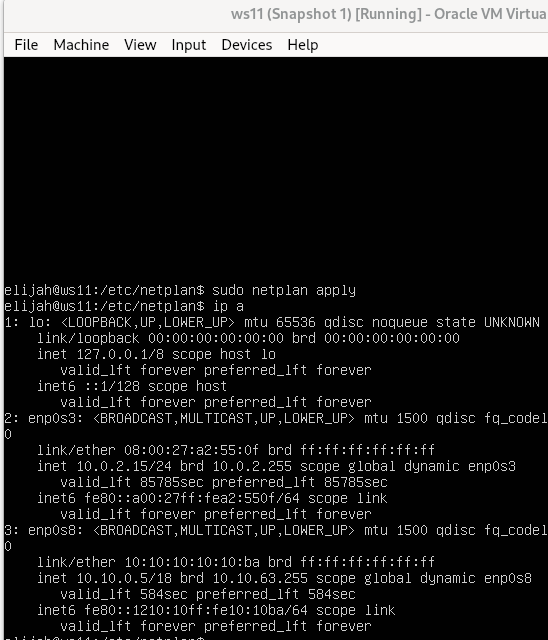 ws11 (Snapshot 1) [Running] - Oracle VM Virtua
File Machine View Input Devices Help
elijah@ws11:/etc/netplan$ sudo netplan apply
elijah@ws11:/etc/netplan$ ip a
1: lo: <LOOPBACK,UP,LOWER_UP> mtu 65536 qdisc noqueue state UNKNOWN
link/loopback 00:00:00:00:00:00 brd 00:00:00:00:00:00
inet 127.0.0.1/8 scope host lo
valid_lft forever preferred_lft forever
inet6 ::1/128 scope host
valid_lft forever preferred_lft forever
2: enp0s3: <BROADCAST,MULTICAST,UP,LOWER_UP> mtu 1500 qdisc fq_codel
0
link/ether 08:00:27:a2:55:0f brd ff:ff:ff:ff:ff:ff
inet 10.0.2.15/24 brd 10.0.2.255 scope global dynamic enp0s3
valid_lft 85785sec preferred_lft 85785sec
inet6 fe80::a00:27ff:fea2:550f/64 scope link
valid_lft forever preferred_lft forever
3: enp0s8: <BROADCAST,MULTICAST,UP,LOWER_UP> mtu 1500 qdisc fq_codel
0
link/ether 10:10:10:10:10:ba brd ff:ff:ff:ff:ff:ff
inet 10.10.0.5/18 brd 10.10.63.255 scope global dynamic enp0s8
valid_lft 584sec preferred_lft 584sec
inet6 fe80::1210:10ff:fe10:10ba/64 scope link
valid_lft forever preferred_lft forever